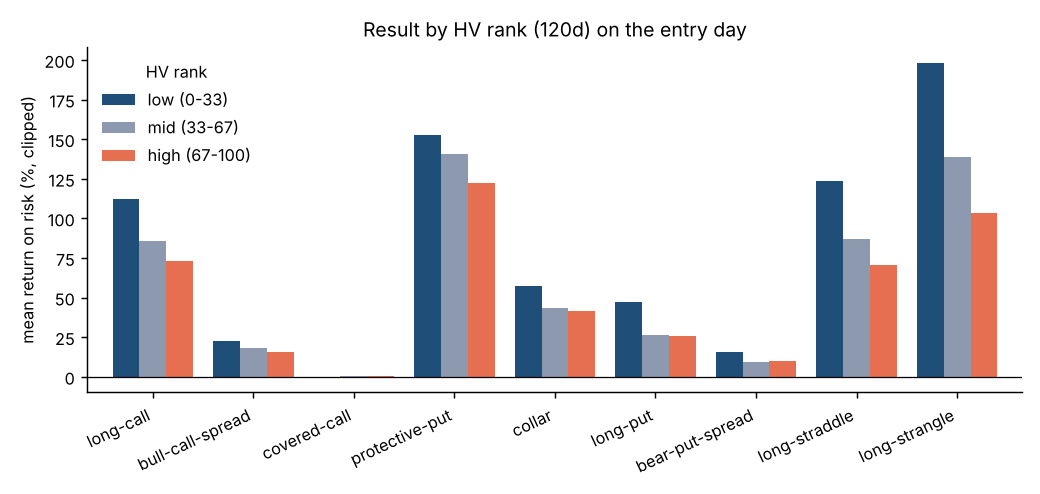 Result by HV rank (120d) on the entry day
mean return on risk (%, clipped)
200
175
150
125
100
75
50
25
0
HV rank
low (0-33)
mid (33-67)
high (67-100)
long-call
bull-call-spread
covered-call
protective-put
collar
long-put
bear-put-spread
long-straddle
long-strangle